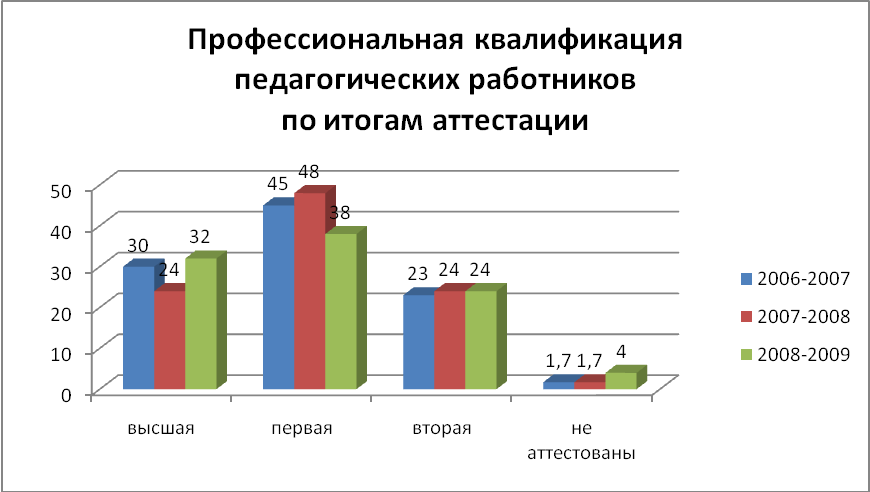 Профессиональная квалификация
педагогических работников
по итогам аттестации
50
40
30
20
10
0
30
24
32
45
48
38
23
24
24
1,7
1,7
4
высшая
первая
вторая
не
аттестованы
2006-2007
2007-2008
2008-2009